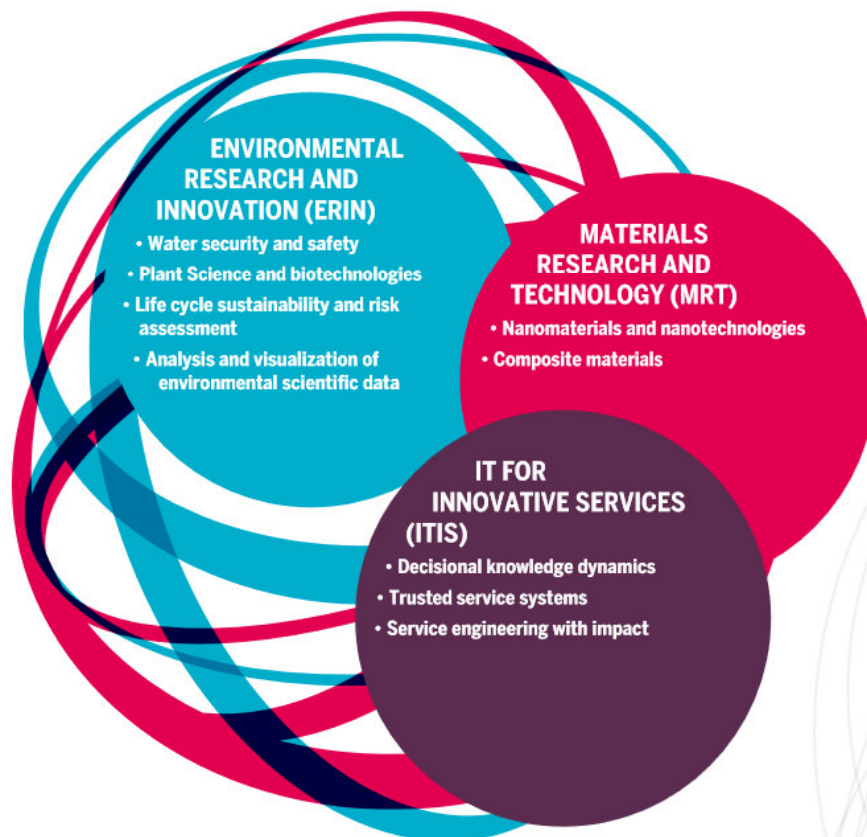 ENVIRONMENTAL
RESEARCH AND
INNOVATION (ERIN)
• Water security and safety
• Plant Science and biotechnologies
• Life cycle sustainability and risk
assessment
• Analysis and visualization of
environmental scientific data
MATERIALS
RESEARCH AND
TECHNOLOGY (MRT)
• Nanomaterials and nanotechnologies
• Composite materials
IT FOR
INNOVATIVE SERVICES
(ITIS)
• Decisional knowledge dynamics
• Trusted service systems
• Service engineering with impact